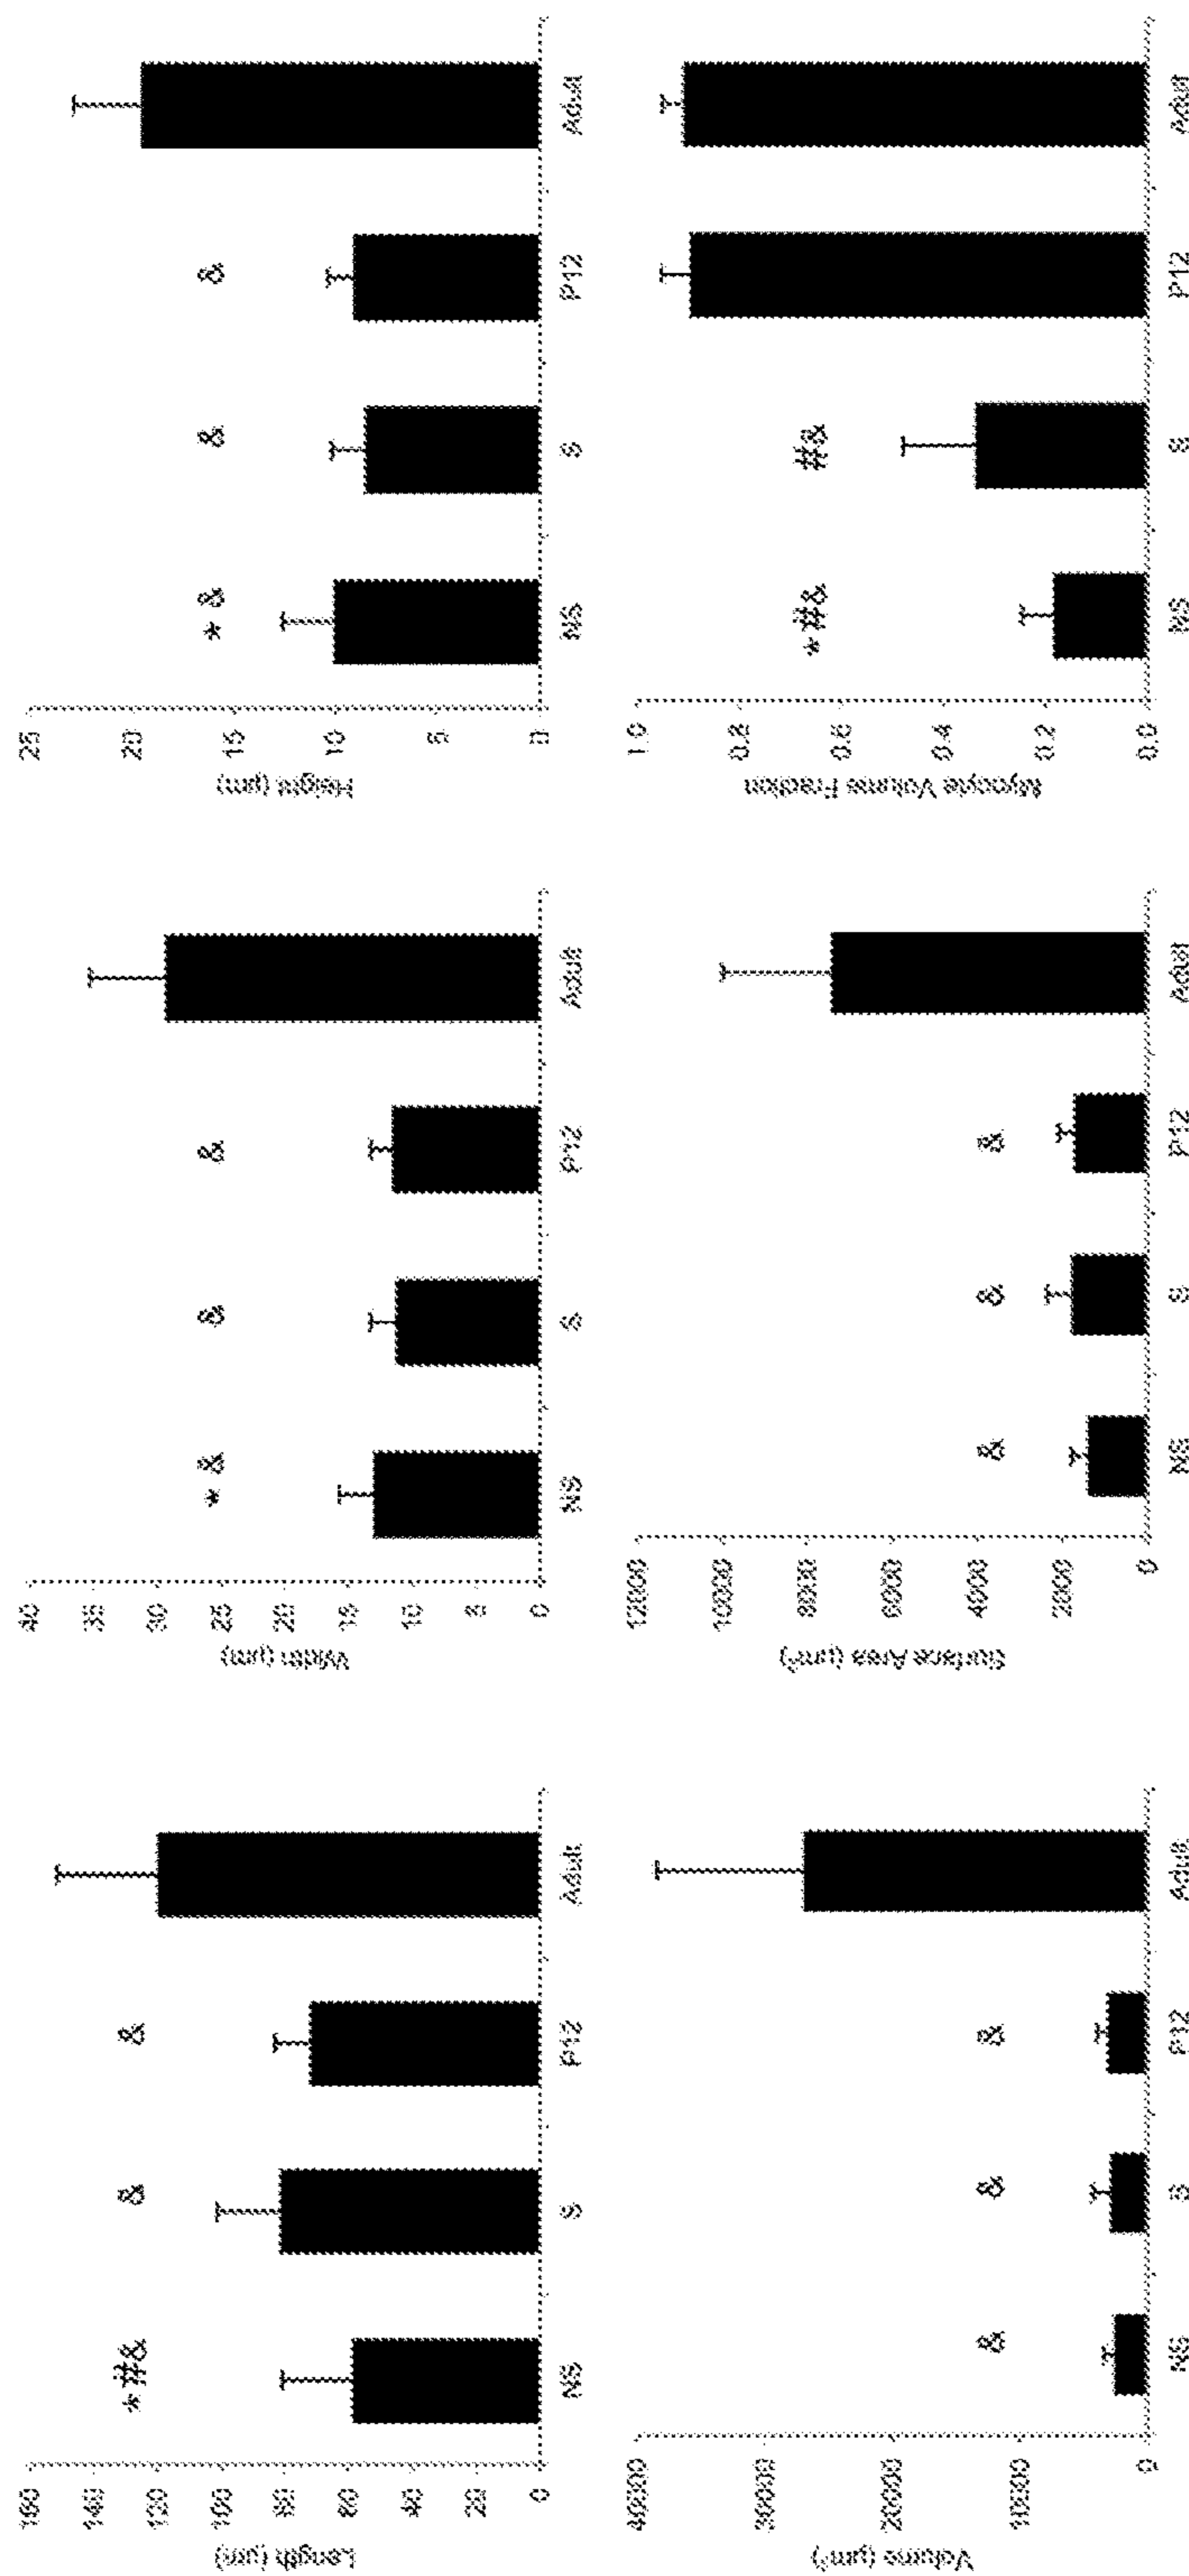 Length (µm)
160
140
120
100
80
60
40
20
0
*#&
&
&
NS
S
P12
Adult
Width (µm)
40
35
30
25
20
15
10
5
0
*&
&
&
NS
S
P12
Adult
Height (µm)
25
20
15
10
5
0
*&
&
&
NS
S
P12
Adult
Volume (µm³)
40000
30000
20000
10000
0
&
&
&
NS
S
P12
Adult
Surface Area (µm²)
12000
10000
8000
6000
4000
2000
0
&
&
&
NS
S
P12
Adult
Myocyte Volume Fraction
1.0
0.8
0.6
0.4
0.2
0.0
*#&
#&
NS
S
P12
Adult